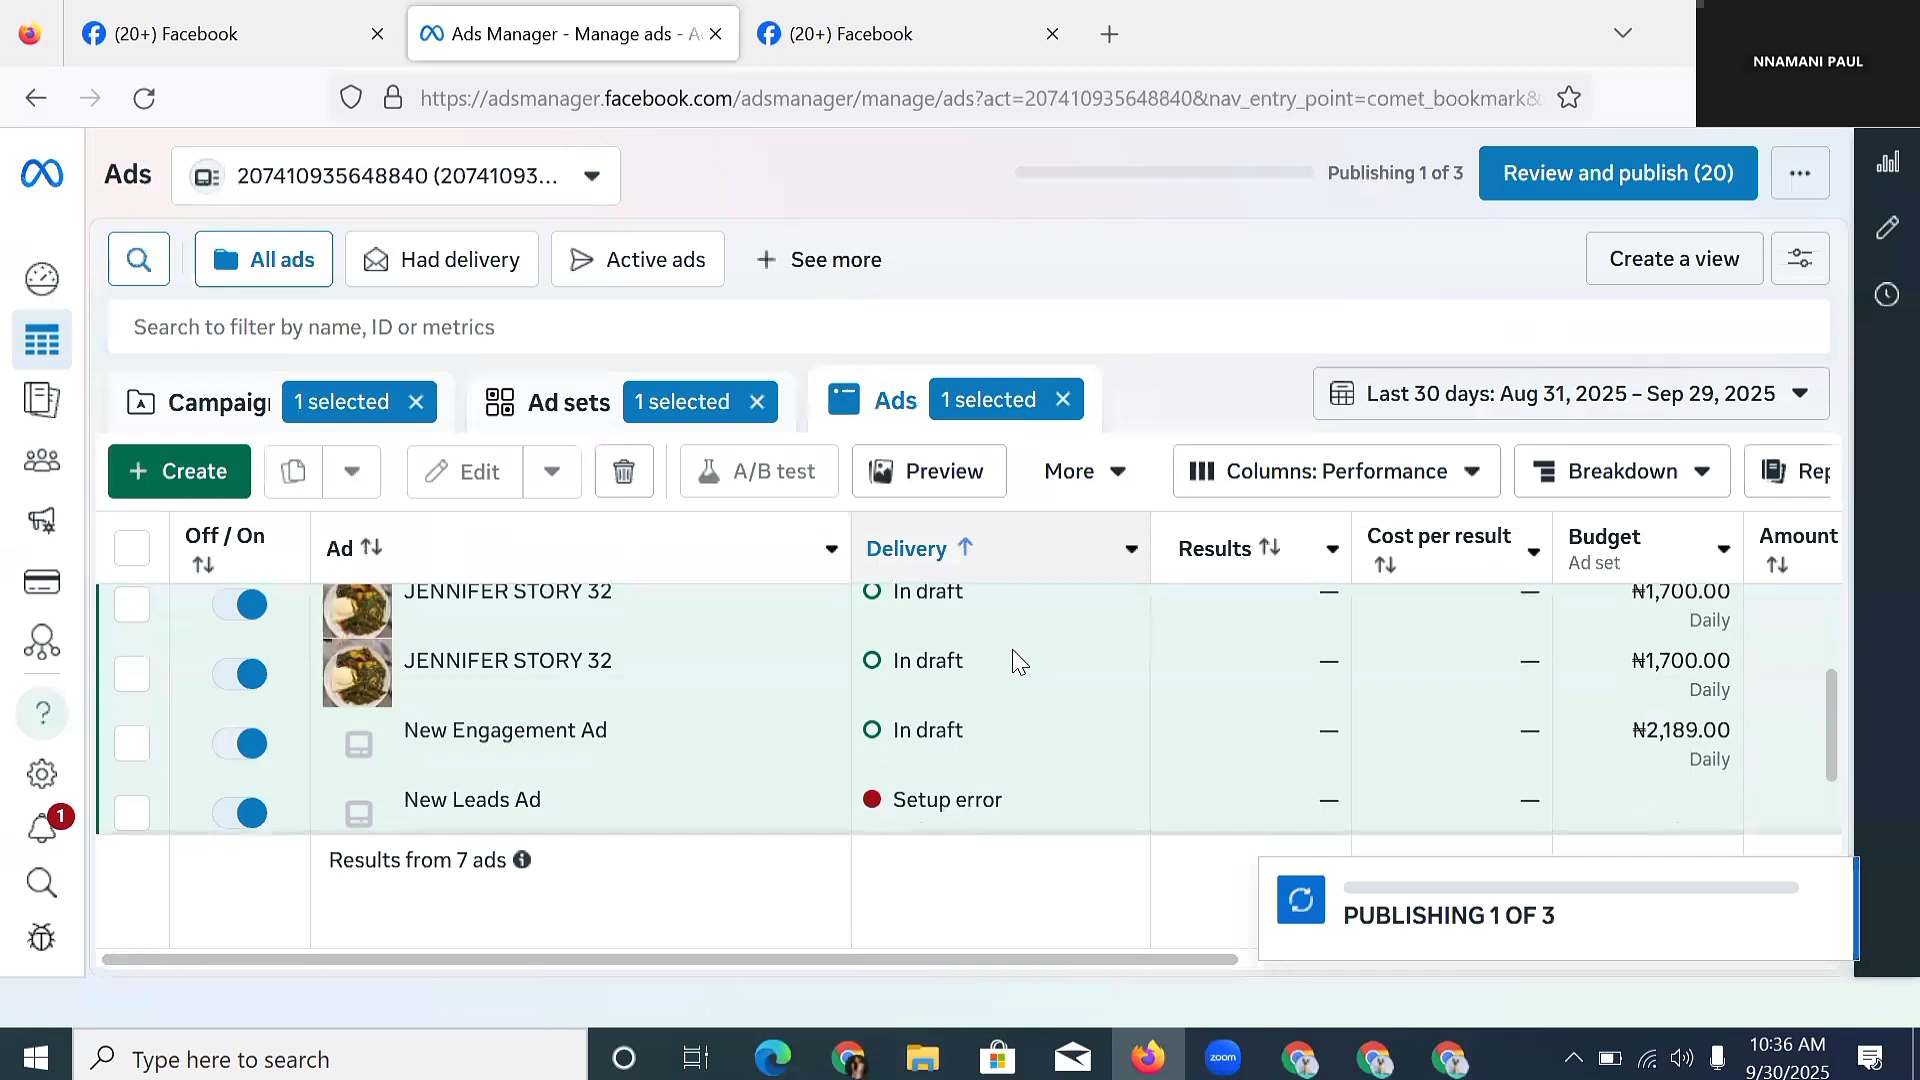 (20+) Facebook
Ads Manager - Manage ads - A
(20+) Facebook
NNAMANI PAUL
https://adsmanager.facebook.com/adsmanager/manage/ads?act=207410935648840&nav_entry_point=comet_bookmark&
Ads
207410935648840 (20741093...
Publishing 1 of 3
Review and publish (20)
All ads
Had delivery
Active ads
See more
Create a view
Search to filter by name, ID or metrics
Campaig
1 selected
Ad sets
1 selected
Ads
1 selected
Last 30 days: Aug 31, 2025 – Sep 29, 2025
Create
Edit
A/B test
Preview
More
Columns: Performance
Breakdown
Rep
Off / On
Ad
Delivery
Results
Cost per result
Budget
Ad set
Amount
JENNIFER STORY 32
In draft
—
—
₦1,700.00
Daily
JENNIFER STORY 32
In draft
—
—
₦1,700.00
Daily
New Engagement Ad
In draft
—
—
₦2,189.00
Daily
New Leads Ad
Setup error
—
—
Results from 7 ads
PUBLISHING 1 OF 3
1
Type here to search
zoom
10:36 AM
9/30/2025